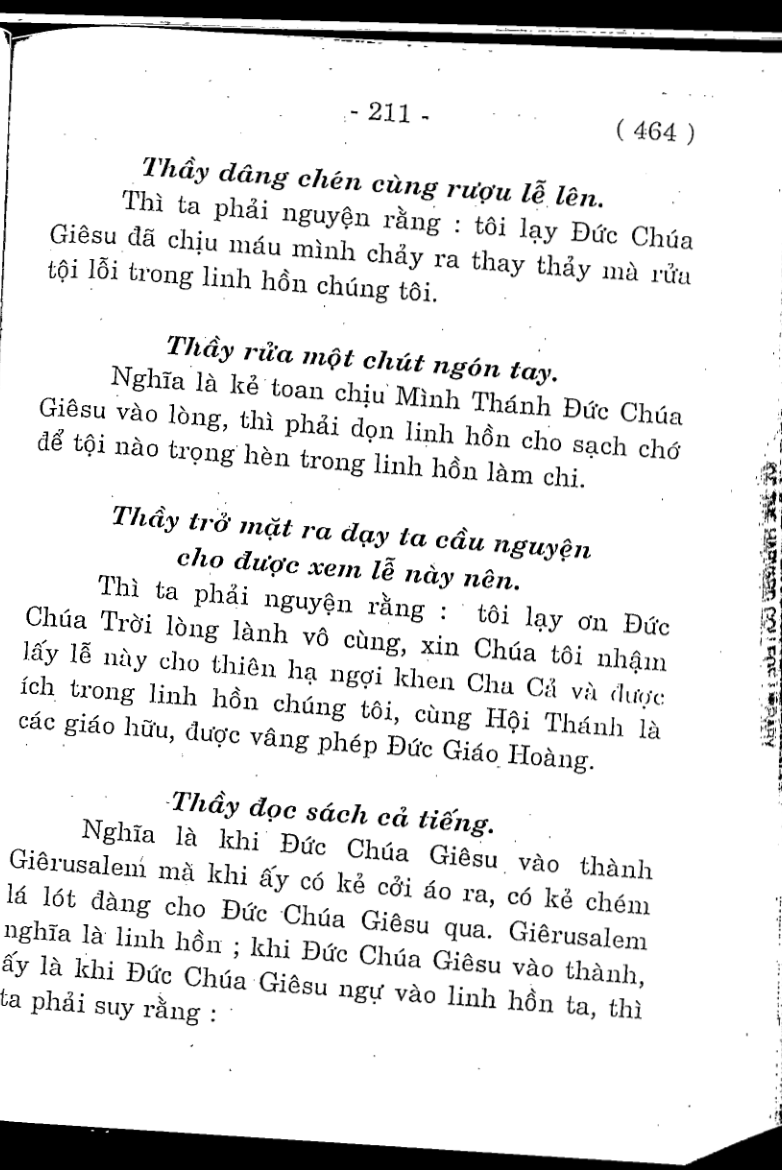 - 211 -
( 464 )
Thầy dâng chén cùng rượu lễ lên.
Thì ta phải nguyện rằng : tôi lạy Đức Chúa
Giêsu đã chịu máu mình chảy ra thay thảy mà rửa
tội lỗi trong linh hồn chúng tôi.
Thầy rửa một chút ngón tay.
Nghĩa là kẻ toan chịu Mình Thánh Đức Chúa
Giêsu vào lòng, thì phải dọn linh hồn cho sạch chớ
để tội nào trọng hèn trong linh hồn làm chi.
Thầy trở mặt ra dạy ta cầu nguyện
cho được xem lễ này nên.
Thì ta phải nguyện rằng : tôi lạy ơn Đức
Chúa Trời lòng lành vô cùng, xin Chúa tôi nhậm
lấy lễ này cho thiên hạ ngợi khen Cha Cả và được
ích trong linh hồn chúng tôi, cùng Hội Thánh là
các giáo hữu, được vâng phép Đức Giáo Hoàng.
Thầy đọc sách cả tiếng.
Nghĩa là khi Đức Chúa Giêsu vào thành
Giêrusalem mà khi ấy có kẻ cởi áo ra, có kẻ chém
lá lót đàng cho Đức Chúa Giêsu qua. Giêrusalem
nghĩa là linh hồn ; khi Đức Chúa Giêsu vào thành,
ấy là khi Đức Chúa Giêsu ngự vào linh hồn ta, thì
ta phải suy rằng :